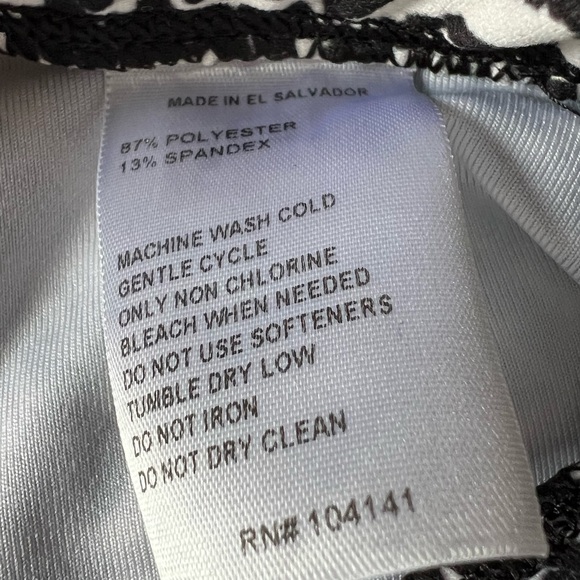 MADE IN EL SALVADOR
87% POLYESTER
13% SPANDEX
MACHINE WASH COLD
GENTLE CYCLE
ONLY NON CHLORINE
BLEACH WHEN NEEDED
DO NOT USE SOFTENERS
TUMBLE DRY LOW
DO NOT IRON
DO NOT DRY CLEAN
RN# 104141